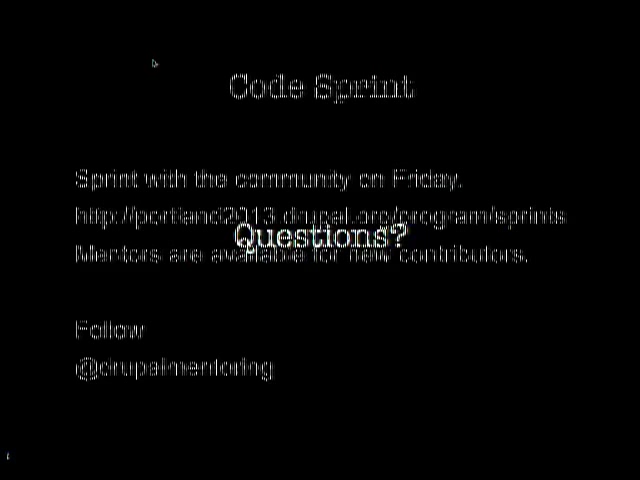 Code Sprint
Sprint with the community on Friday.
http://portland2013.drupal.org/program/sprints
Questions?
Mentors are available for new contributors.
Follow
@drupalmentoring